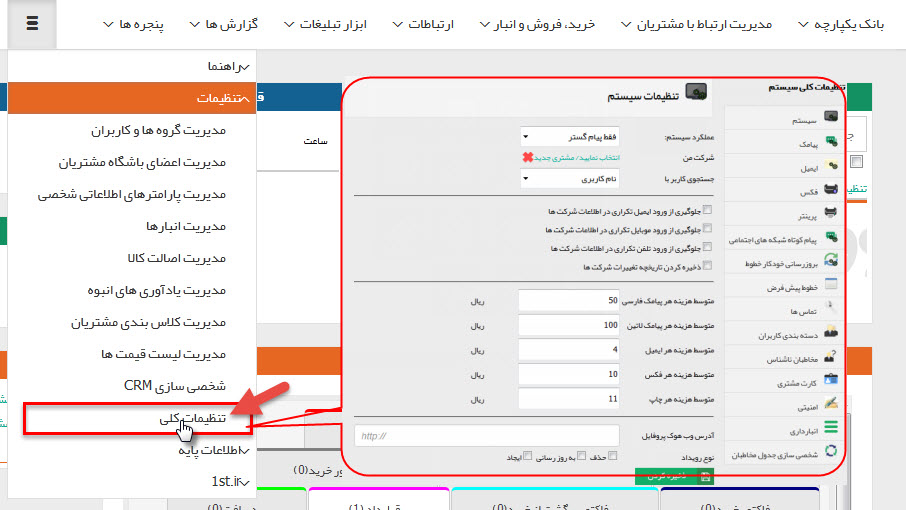 بانک یکپارچه
مدیریت ارتباط با مشتریان
خرید، فروش و انبار
ارتباطات
ابزار تبلیغات
گزارش ها
پنجره ها
راهنما
تنظیمات
مدیریت گروه ها و کاربران
مدیریت اعضای باشگاه مشتریان
مدیریت پارامترهای اطلاعاتی شخصی
مدیریت انبارها
مدیریت اصالت کالا
مدیریت یادآوری های انبوه
مدیریت کلاس بندی مشتریان
مدیریت لیست قیمت ها
شخصی سازی CRM
تنظیمات کلی
اطلاعات پایه
1st.ir
ساعت
تنظیمات کلی سیستم
سیستم
پیامک
ایمیل
فکس
پرینتر
پیام کوتاه شبکه های اجتماعی
بروزرسانی خودکار خطوط
خطوط پیش فرض
تماس ها
دسته بندی کاربران
مخاطبان ناشناس
کارت مشتری
امنیتی
انبارداری
شخصی سازی جدول مخاطبان
تنظیمات سیستم
عملکرد سیستم: فقط پیام گستر
شرکت من انتخاب نمایید/ مشتری جدید
جستجوی کاربر با نام کاربری
جلوگیری از ورود ایمیل تکراری در اطلاعات شرکت ها
جلوگیری از ورود موبایل تکراری در اطلاعات شرکت ها
جلوگیری از ورود تلفن تکراری در اطلاعات شرکت ها
ذخیره کردن تاریخچه تغییرات شرکت ها
متوسط هزینه هر پیامک فارسی 50 ریال
متوسط هزینه هر پیامک لاتین 100 ریال
متوسط هزینه هر ایمیل 4 ریال
متوسط هزینه هر فکس 10 ریال
متوسط هزینه هر چاپ 11 ریال
آدرس وب هوک پروفایل http://
نوع رویداد حذف به روز رسانی ایجاد
ذخیره کردن